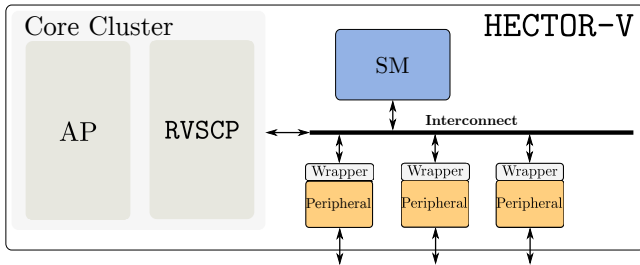 Core Cluster
HECTOR-V
AP
RVSCP
SM
Interconnect
Wrapper
Wrapper
Wrapper
Peripheral
Peripheral
Peripheral